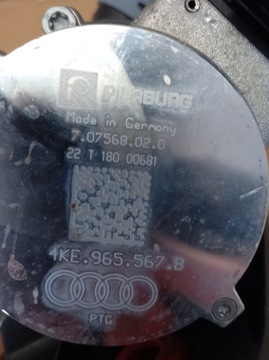 PIERBURG
Made in Germany
7.07568.02.0
22 T 180 00681
4KE.965.567.B
PTC